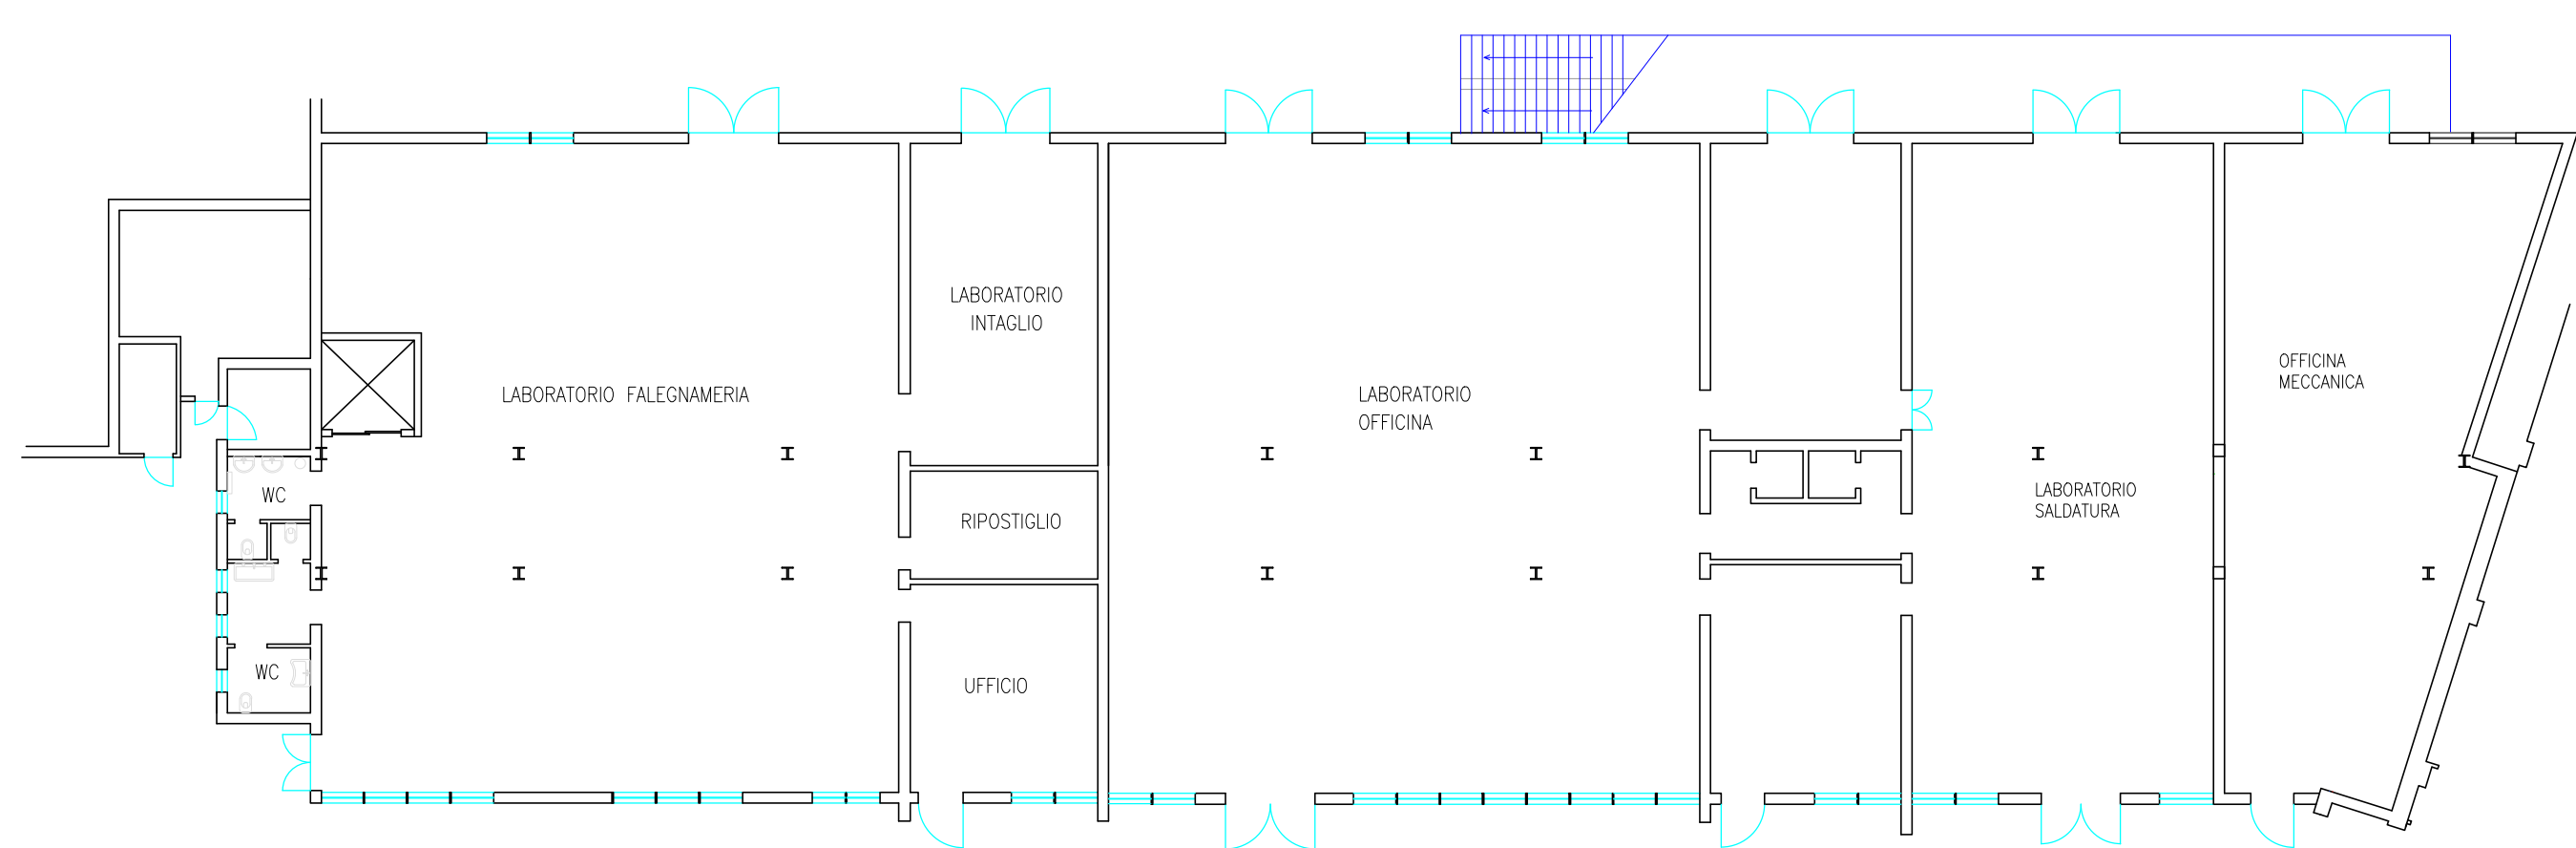 LABORATORIO
INTAGLIO
LABORATORIO FALEGNAMERIA
LABORATORIO
OFFICINA
OFFICINA
MECCANICA
WC
RIPOSTIGLIO
LABORATORIO
SALDATURA
WC
UFFICIO